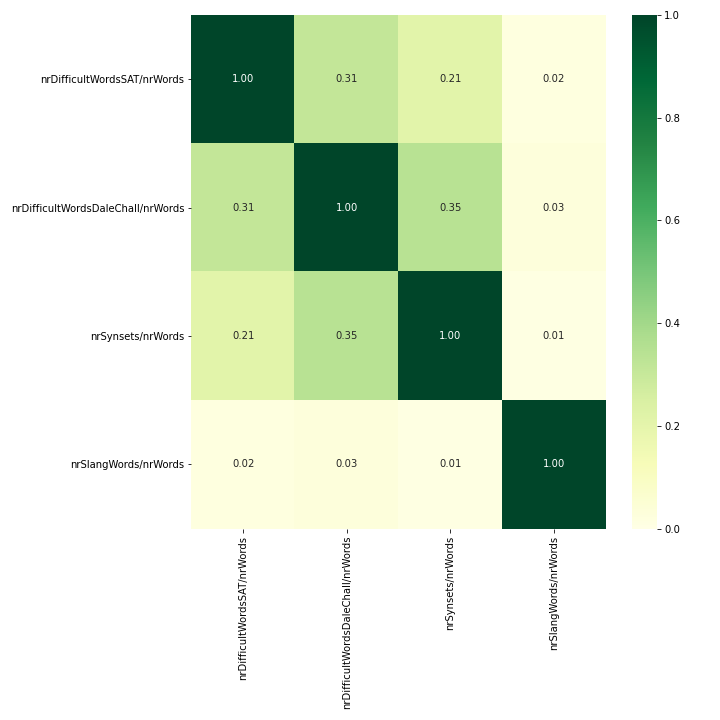 nrDifficultWordsSAT/nrWords
1.00 0.31 0.21 0.02
nrDifficultWordsDaleChall/nrWords
0.31 1.00 0.35 0.03
nrSynsets/nrWords
0.21 0.35 1.00 0.01
nrSlangWords/nrWords
0.02 0.03 0.01 1.00
nrDifficultWordsSAT/nrWords
nrDifficultWordsDaleChall/nrWords
nrSynsets/nrWords
nrSlangWords/nrWords
1.0
0.8
0.6
0.4
0.2
0.0